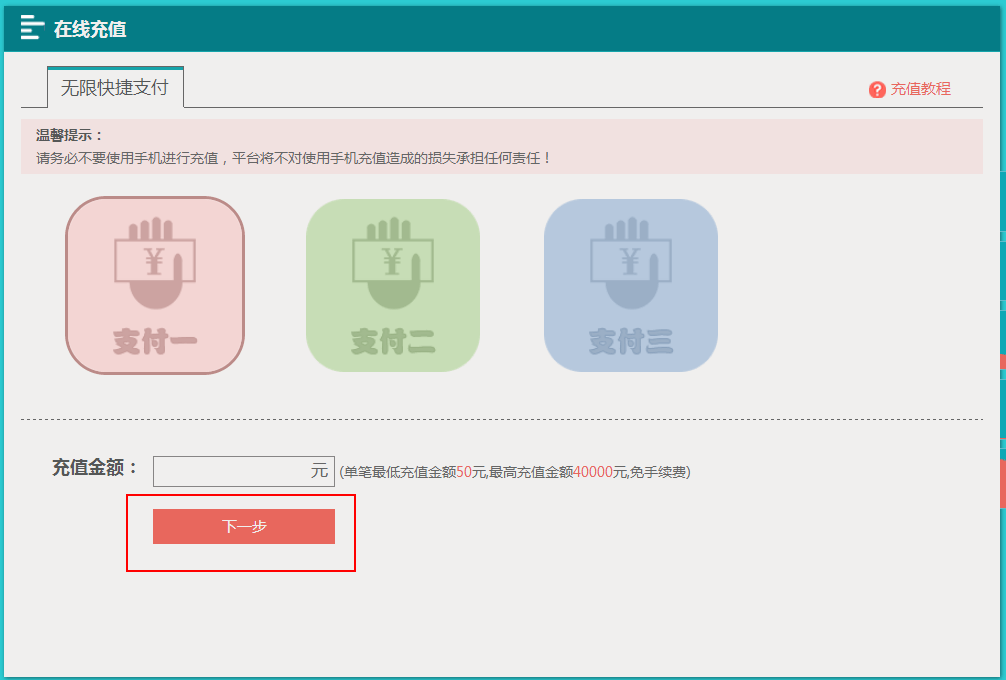 在线充值
无限快捷支付
? 充值教程
温馨提示：
请务必不要使用手机进行充值，平台将不对使用手机充值造成的损失承担任何责任！
¥ ¥ ¥
支付一 支付二 支付三
充值金额： 元 (单笔最低充值金额50元,最高充值金额40000元,免手续费)
下一步